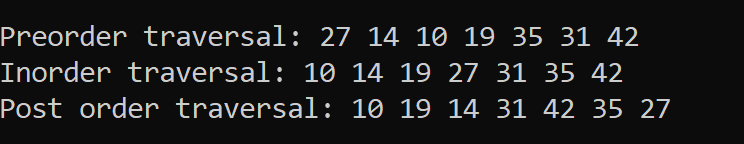 Preorder traversal: 27 14 10 19 35 31 42
Inorder traversal: 10 14 19 27 31 35 42
Post order traversal: 10 19 14 31 42 35 27